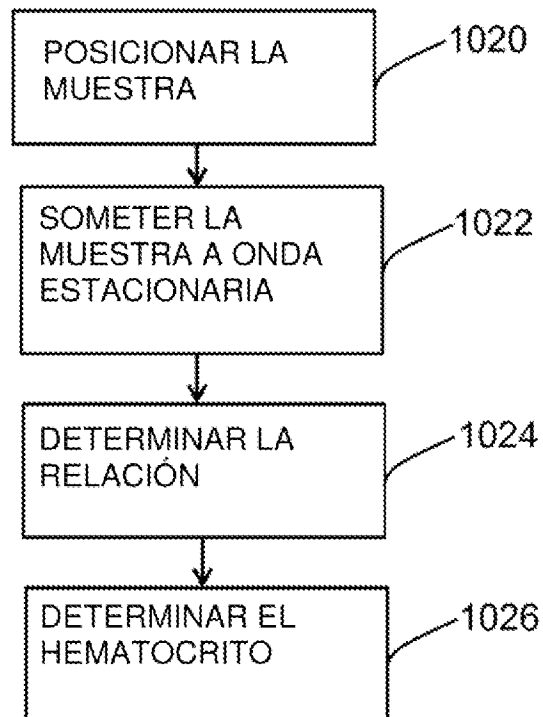 POSICIONAR LA
MUESTRA
1020
SOMETER LA
MUESTRA A ONDA
ESTACIONARIA
1022
DETERMINAR LA
RELACIÓN
1024
DETERMINAR EL
HEMATOCRITO
1026